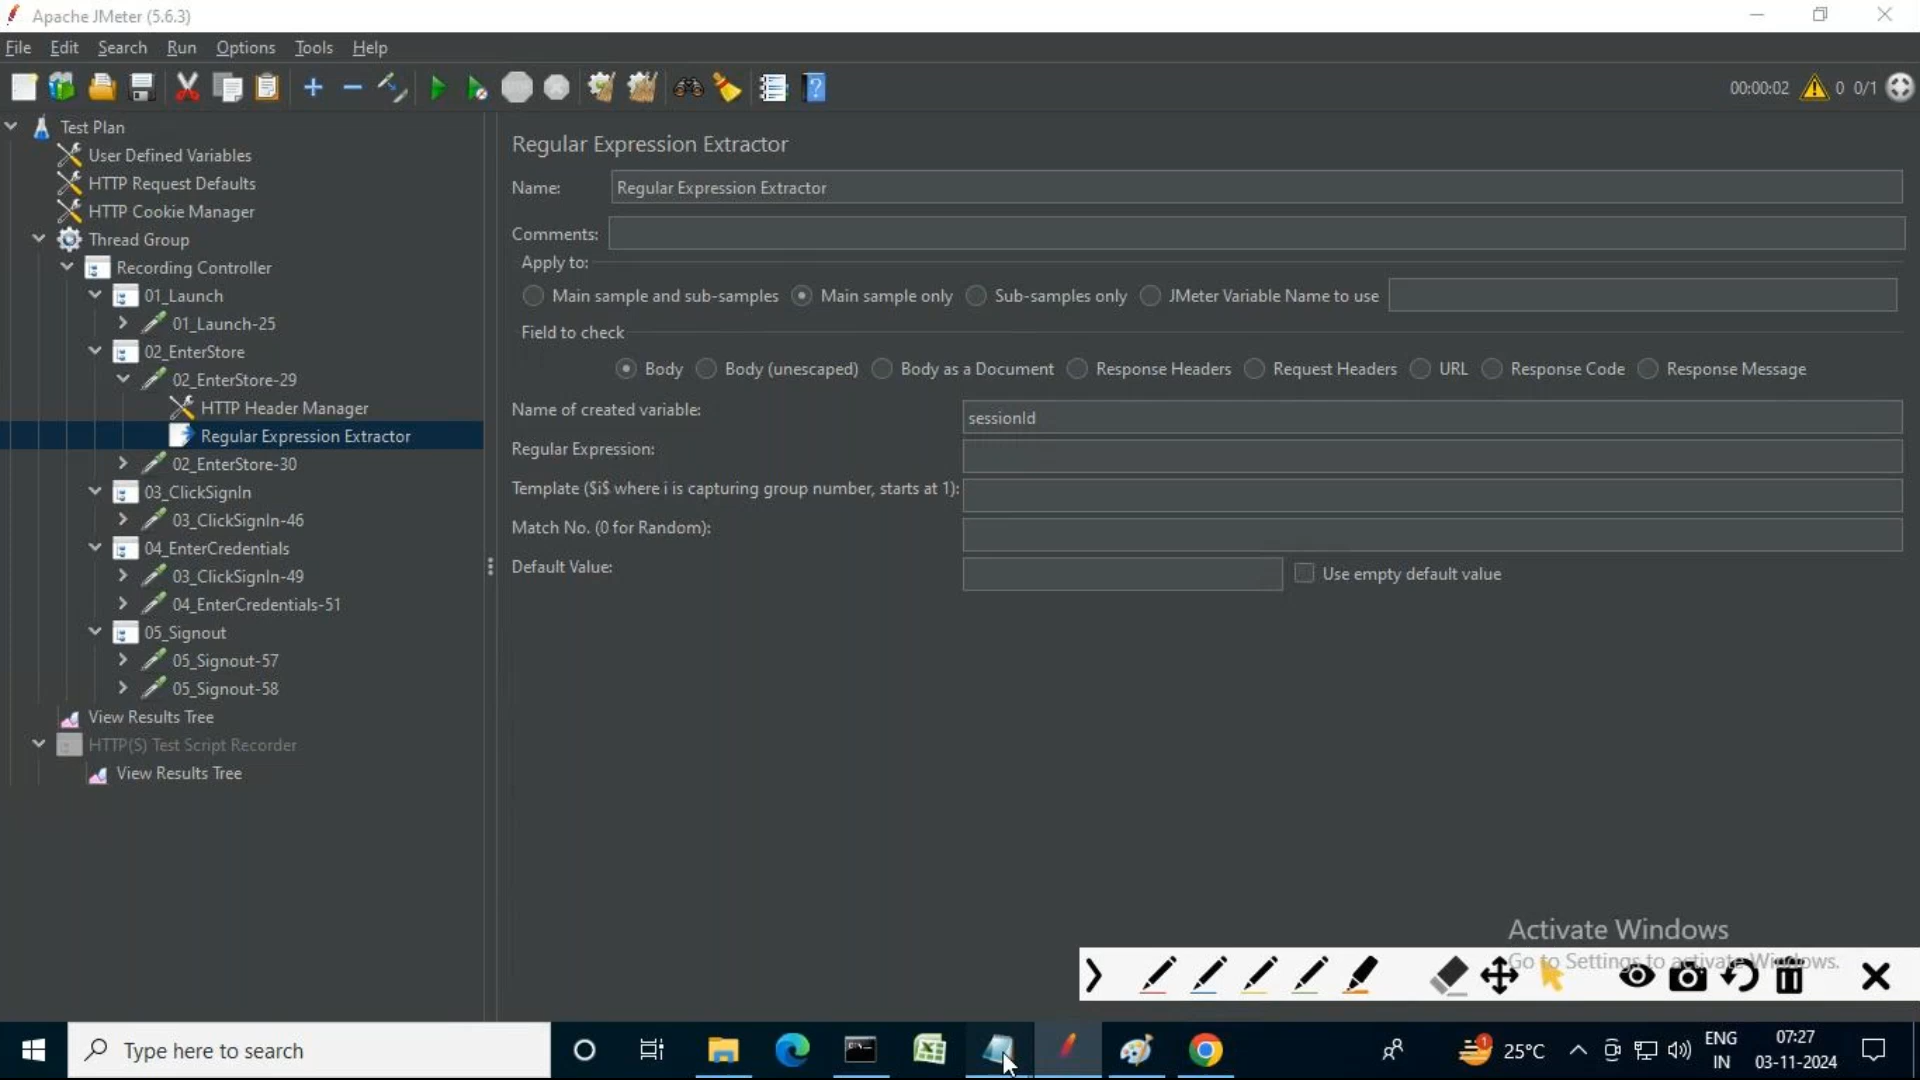 Apache JMeter (5.6.3)
File Edit Search Run Options Tools Help
00:00:02 0 0/1
Test Plan
User Defined Variables
HTTP Request Defaults
HTTP Cookie Manager
Thread Group
Recording Controller
01_Launch
01_Launch-25
02_EnterStore
02_EnterStore-29
HTTP Header Manager
Regular Expression Extractor
02_EnterStore-30
03_ClickSignIn
03_ClickSignIn-46
04_EnterCredentials
03_ClickSignIn-49
04_EnterCredentials-51
05_Signout
05_Signout-57
05_Signout-58
View Results Tree
HTTP(S) Test Script Recorder
View Results Tree
Regular Expression Extractor
Name: Regular Expression Extractor
Comments:
Apply to:
Main sample and sub-samples Main sample only Sub-samples only JMeter Variable Name to use
Field to check
Body Body (unescaped) Body as a Document Response Headers Request Headers URL Response Code Response Message
Name of created variable: sessionId
Regular Expression:
Template ($i$ where i is capturing group number, starts at 1):
Match No. (0 for Random):
Default Value: Use empty default value
Activate Windows
Go to Settings to activate Windows.
Type here to search
1 25°C ENG 07:27
IN 03-11-2024